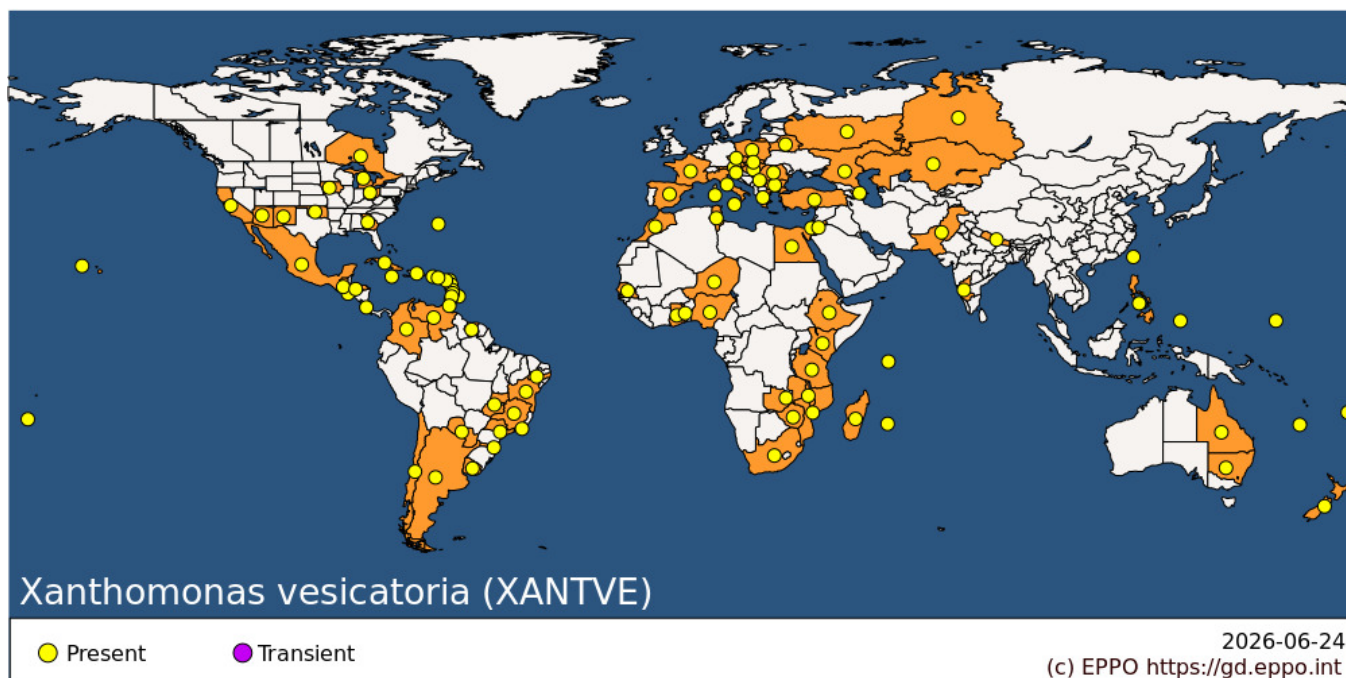 Xanthomonas vesicatoria (XANTVE)
Present
Transient
2026-06-24
(c) EPPO https://gd.eppo.int